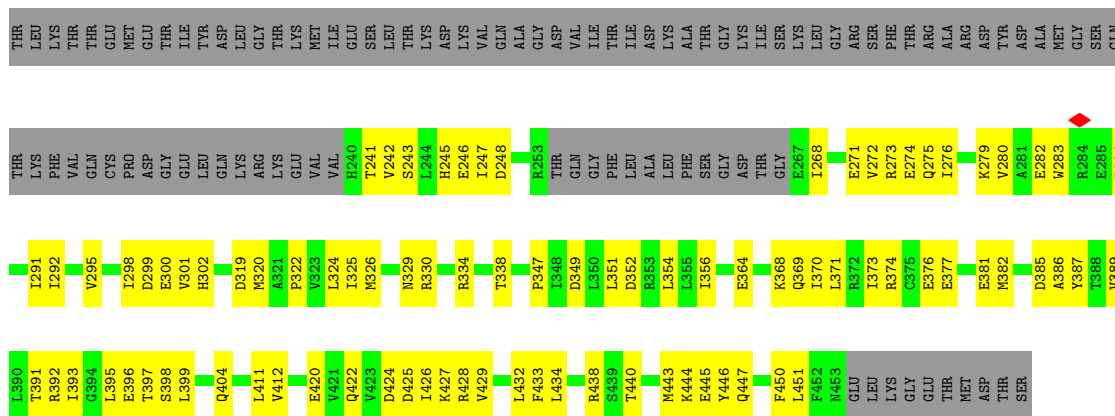 THR LEU LYS THR THR GLU MET GLU THR ILE TYR ASP LEU GLY THR LYS MET ILE GLU SER LEU THR LYS ASP LYS VAL GLN ALA GLY ASP VAL ILE THR ILE ASP LYS ALA THR GLY LYS ILE SER LYS LEU GLY ARG SER PHE THR ARG ALA ARG ASP TYR ASP ALA MET GLY SER GLN
THR LYS PHE VAL GLN CYS PRO ASP GLY GLU LEU GLN LYS ARG LYS GLU VAL VAL H240 T241 V242 S243 L244 H245 E246 I247 D248 R253 THR GLN GLY PHE LEU ALA LEU PHE SER GLY ASP THR GLY E267 I268 E271 V272 R273 E274 Q275 I276 K279 V280 A281 E282 W283 R284 E285
I291 I292 V295 I298 D299 E300 V301 H302 D319 M320 A321 P322 V323 L324 I325 M326 N329 R330 R334 T338 P347 I348 D349 L350 L351 D352 R353 L354 L355 I356 E364 K368 Q369 I370 L371 R372 I373 R374 C375 E376 E377 E381 M382 D385 A386 Y387 T388 V389
L390 T391 R392 I393 G394 L395 E396 T397 S398 L399 Q404 L411 V412 E420 V421 Q422 V423 D424 D425 I426 K427 R428 V429 L432 F433 L434 R438 S439 T440 M443 K444 E445 Y446 Q447 F450 L451 F452 N453 GLU LEU LYS GLY GLU THR MET ASP THR SER